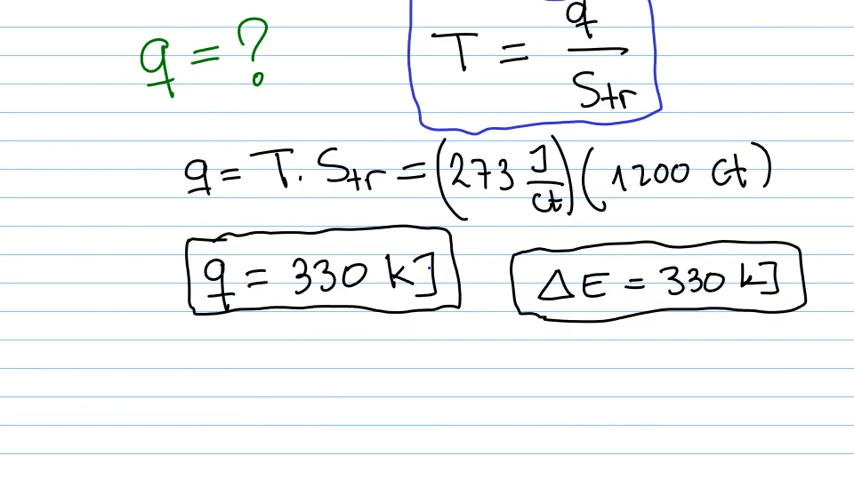 q = ?
T = q / Str
q = T · Str = (273 J/Ct)(1200 Ct)
q = 330 kJ
ΔE = 330 kJ